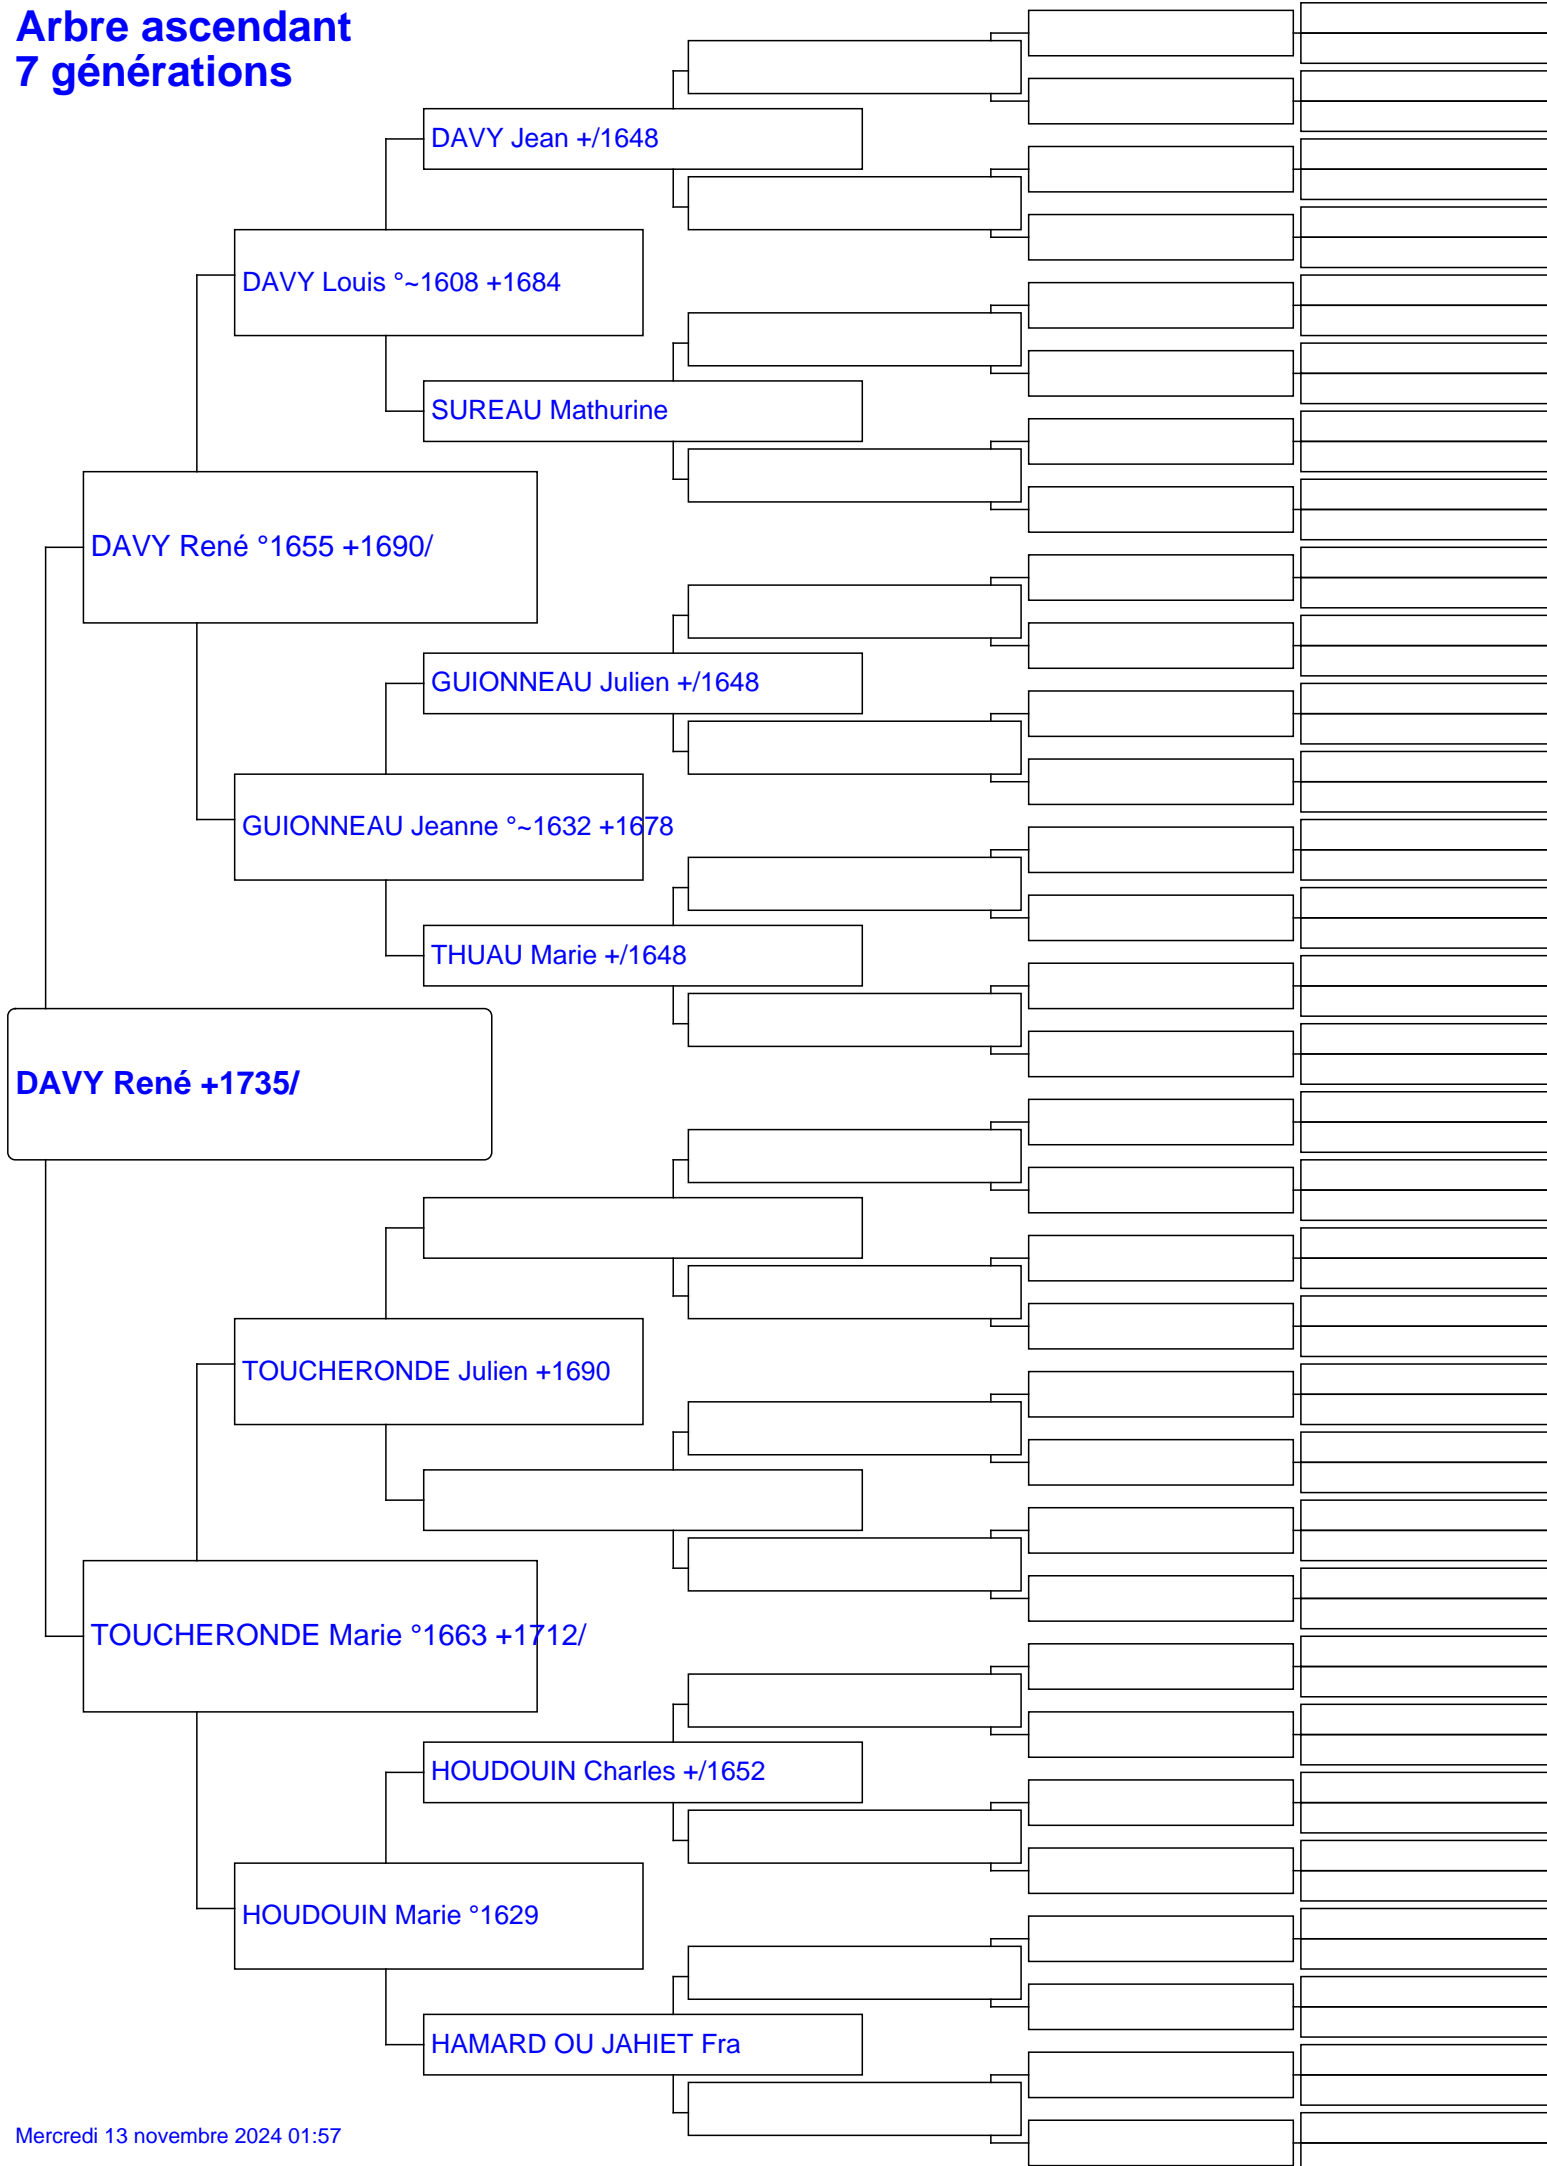 Arbre ascendant
7 générations
DAVY Jean +/1648
DAVY Louis °~1608 +1684
SUREAU Mathurine
DAVY René °1655 +1690/
GUIONNEAU Julien +/1648
GUIONNEAU Jeanne °~1632 +1678
THUAU Marie +/1648
DAVY René +1735/
TOUCHERONDE Julien +1690
TOUCHERONDE Marie °1663 +1712/
HOUDOUIN Charles +/1652
HOUDOUIN Marie °1629
HAMARD OU JAHIET Fra
Mercredi 13 novembre 2024 01:57